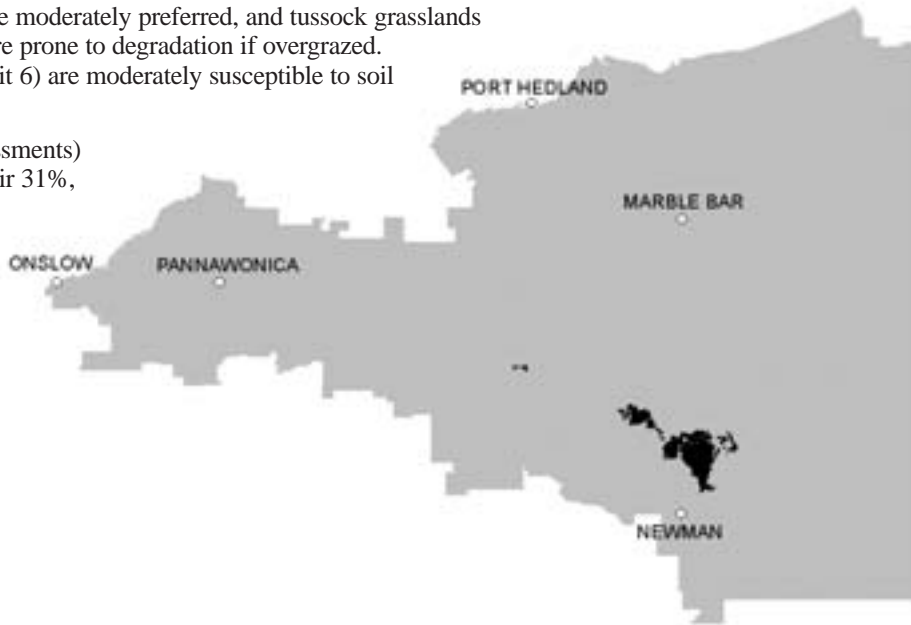 e moderately preferred, and tussock grasslands
re prone to degradation if overgrazed.
it 6) are moderately susceptible to soil
ssments)
ir 31%,
PORT HEDLAND
MARBLE BAR
ONSLOW
PANNAWONICA
NEWMAN